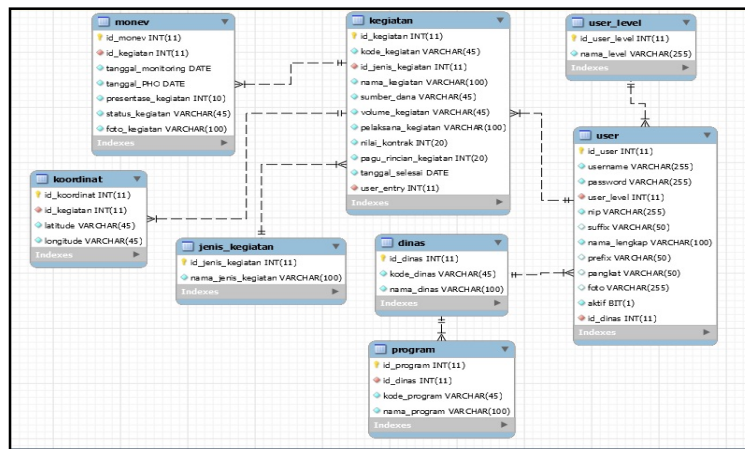 monev
id_monev INT(11)
id_kegiatan INT(11)
tanggal_monitoring DATE
tanggal_PHO DATE
presentase_kegiatan INT(10)
status_kegiatan VARCHAR(45)
foto_kegiatan VARCHAR(100)
Indexes
kegiatan
id_kegiatan INT(11)
kode_kegiatan VARCHAR(45)
id_jenis_kegiatan INT(11)
nama_kegiatan VARCHAR(100)
sumber_dana VARCHAR(45)
volume_kegiatan VARCHAR(45)
pelaksana_kegiatan VARCHAR(100)
nilai_kontrak INT(20)
pagu_rincian_kegiatan INT(20)
tanggal_selesai DATE
user_entry INT(11)
Indexes
user_level
id_user_level INT(11)
nama_level VARCHAR(255)
Indexes
user
id_user INT(11)
username VARCHAR(255)
password VARCHAR(255)
user_level INT(11)
nip VARCHAR(255)
suffix VARCHAR(50)
nama_lengkap VARCHAR(100)
prefix VARCHAR(50)
pangkat VARCHAR(50)
foto VARCHAR(255)
aktif BIT(1)
id_dinas INT(11)
Indexes
koordinat
id_koordinat INT(11)
id_kegiatan INT(11)
latitude VARCHAR(45)
longitude VARCHAR(45)
Indexes
jenis_kegiatan
id_jenis_kegiatan INT(11)
nama_jenis_kegiatan VARCHAR(100)
Indexes
dinas
id_dinas INT(11)
kode_dinas VARCHAR(45)
nama_dinas VARCHAR(100)
Indexes
program
id_program INT(11)
id_dinas INT(11)
kode_program VARCHAR(45)
nama_program VARCHAR(100)
Indexes